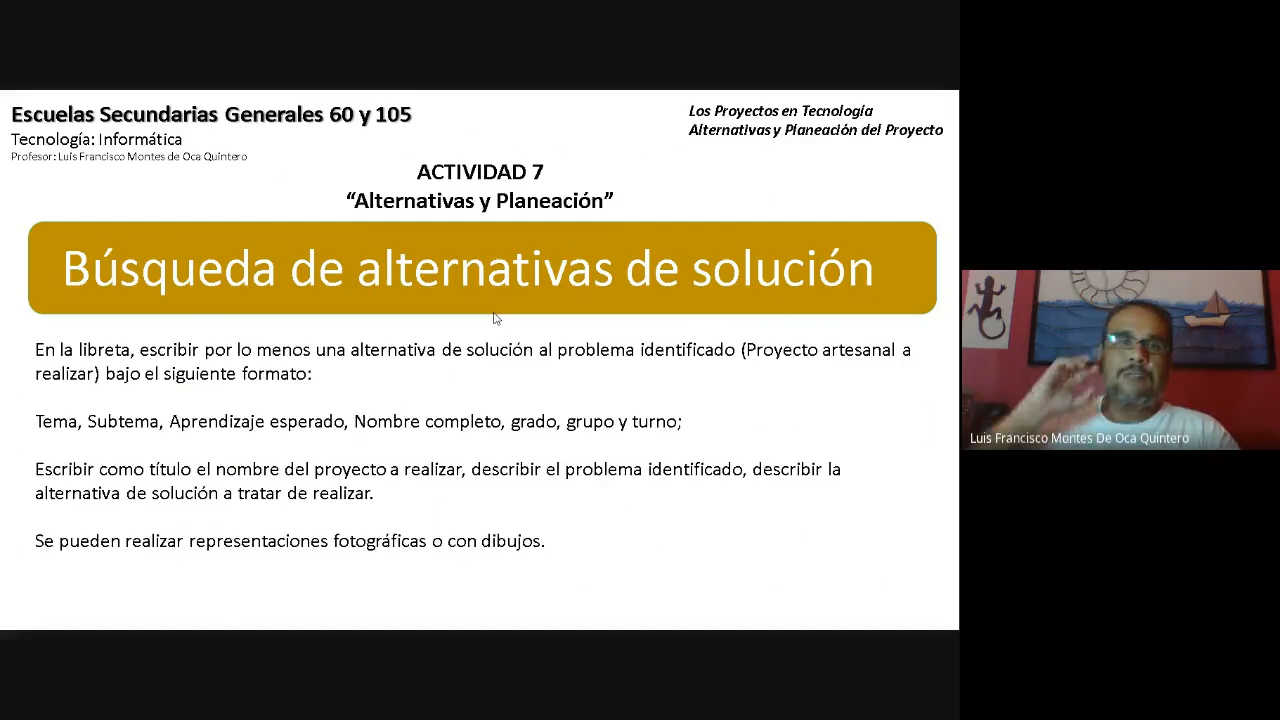 Escuelas Secundarias Generales 60 y 105
Tecnología: Informática
Profesor: Luis Francisco Montes de Oca Quintero
Los Proyectos en Tecnología
Alternativas y Planeación del Proyecto
ACTIVIDAD 7
“Alternativas y Planeación”
Búsqueda de alternativas de solución
En la libreta, escribir por lo menos una alternativa de solución al problema identificado (Proyecto artesanal a
realizar) bajo el siguiente formato:
Tema, Subtema, Aprendizaje esperado, Nombre completo, grado, grupo y turno;
Escribir como título el nombre del proyecto a realizar, describir el problema identificado, describir la
alternativa de solución a tratar de realizar.
Se pueden realizar representaciones fotográficas o con dibujos.
Luis Francisco Montes De Oca Quintero